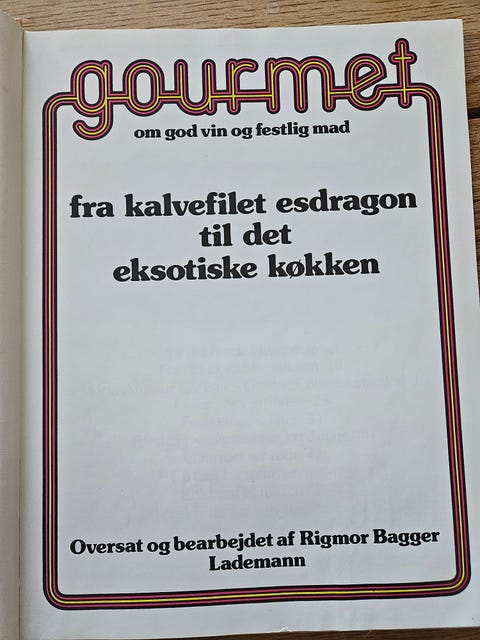 gourmet
om god vin og festlig mad
fra kalvefilet esdragon
til det
eksotiske køkken
Oversat og bearbejdet af Rigmor Bagger
Lademann